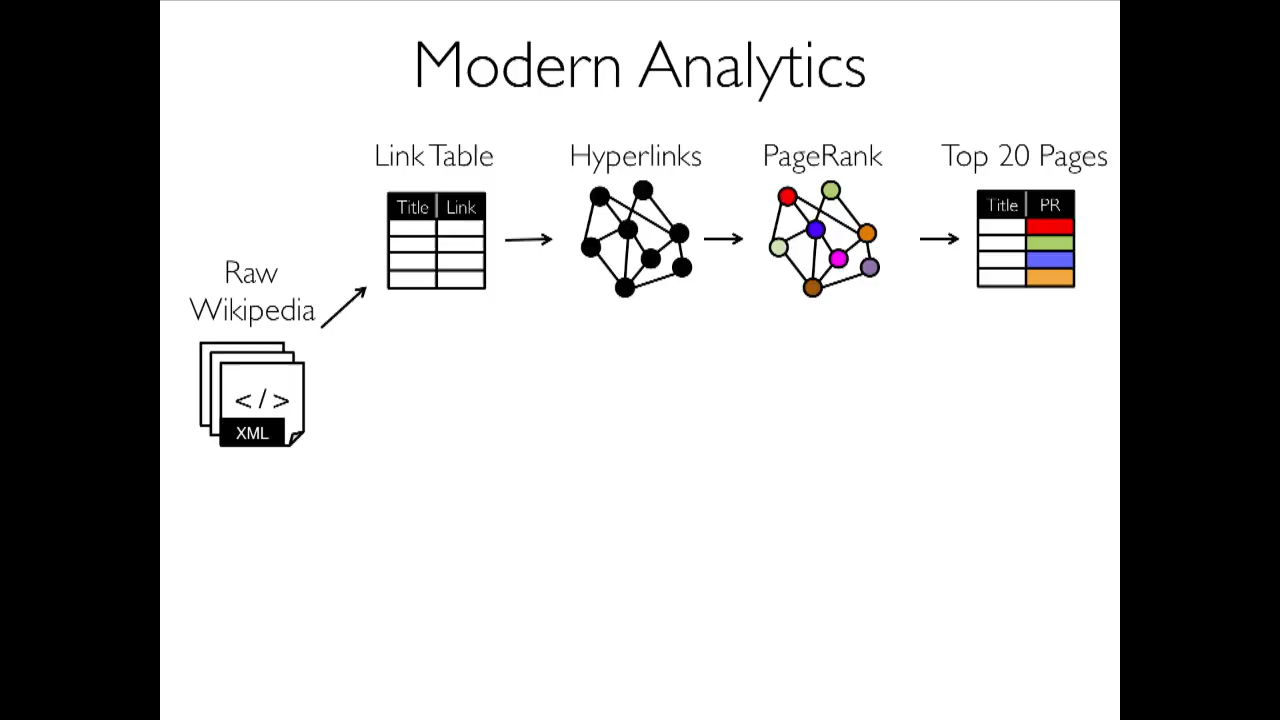 Modern Analytics
Link Table
Hyperlinks
PageRank
Top 20 Pages
Title Link
Title PR
Raw
Wikipedia
</>
XML